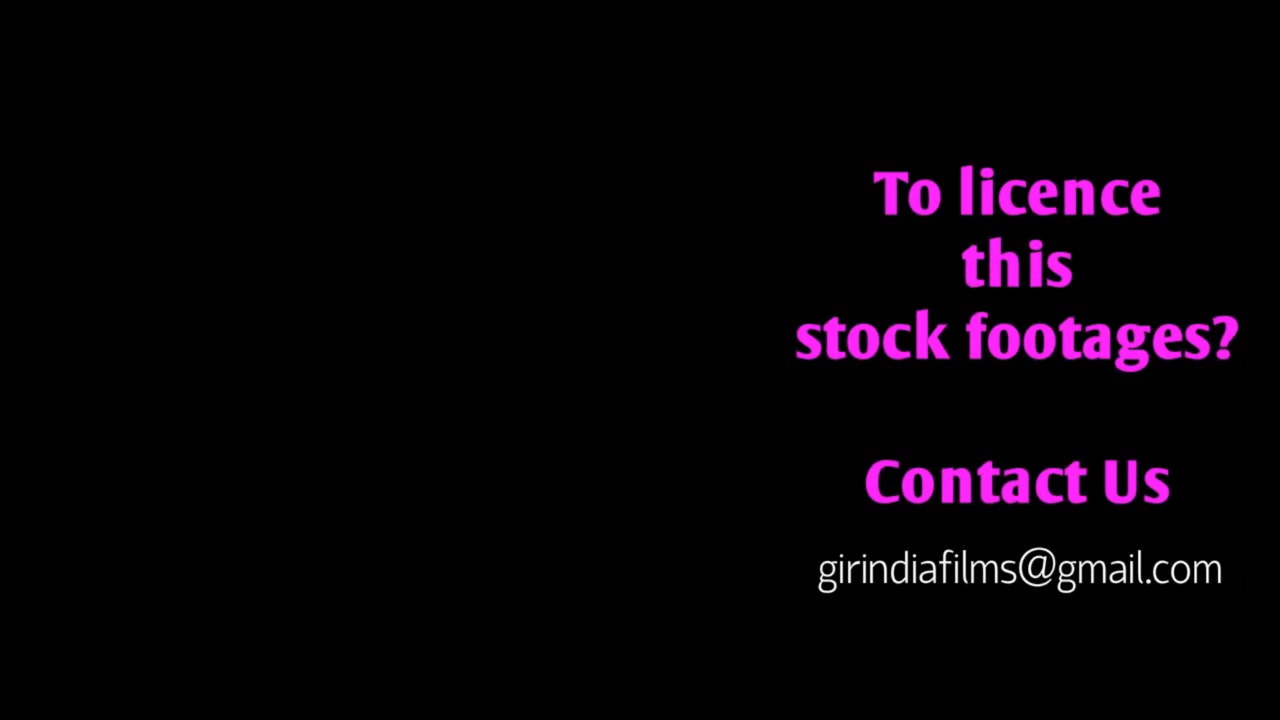 To licence
this
stock footages?
Contact Us
girindiafilms@gmail.com